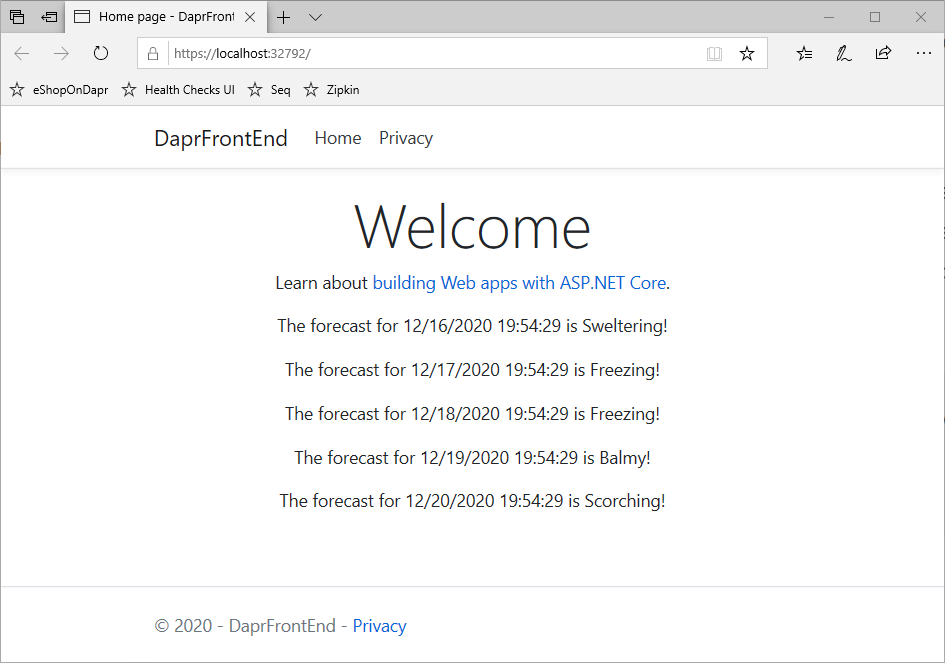 Home page - DaprFront
https://localhost:32792/
eShopOnDapr Health Checks UI Seq Zipkin
DaprFrontEnd Home Privacy
Welcome
Learn about building Web apps with ASP.NET Core.
The forecast for 12/16/2020 19:54:29 is Sweltering!
The forecast for 12/17/2020 19:54:29 is Freezing!
The forecast for 12/18/2020 19:54:29 is Freezing!
The forecast for 12/19/2020 19:54:29 is Balmy!
The forecast for 12/20/2020 19:54:29 is Scorching!
© 2020 - DaprFrontEnd - Privacy